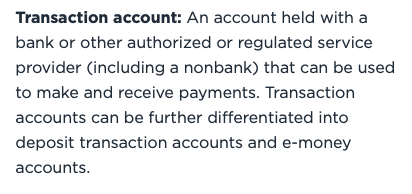 Transaction account: An account held with a
bank or other authorized or regulated service
provider (including a nonbank) that can be used
to make and receive payments. Transaction
accounts can be further differentiated into
deposit transaction accounts and e-money
accounts.